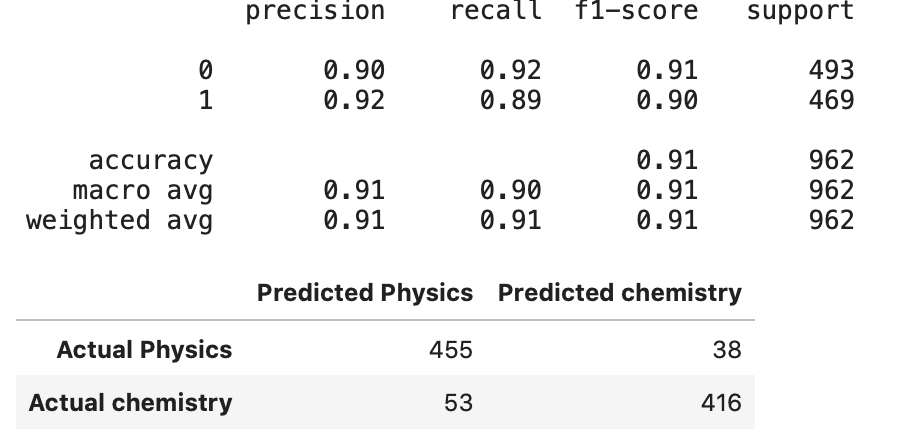 precision recall f1-score support
0 0.90 0.92 0.91 493
1 0.92 0.89 0.90 469
accuracy 0.91 962
macro avg 0.91 0.90 0.91 962
weighted avg 0.91 0.91 0.91 962
Predicted Physics Predicted chemistry
Actual Physics 455 38
Actual chemistry 53 416